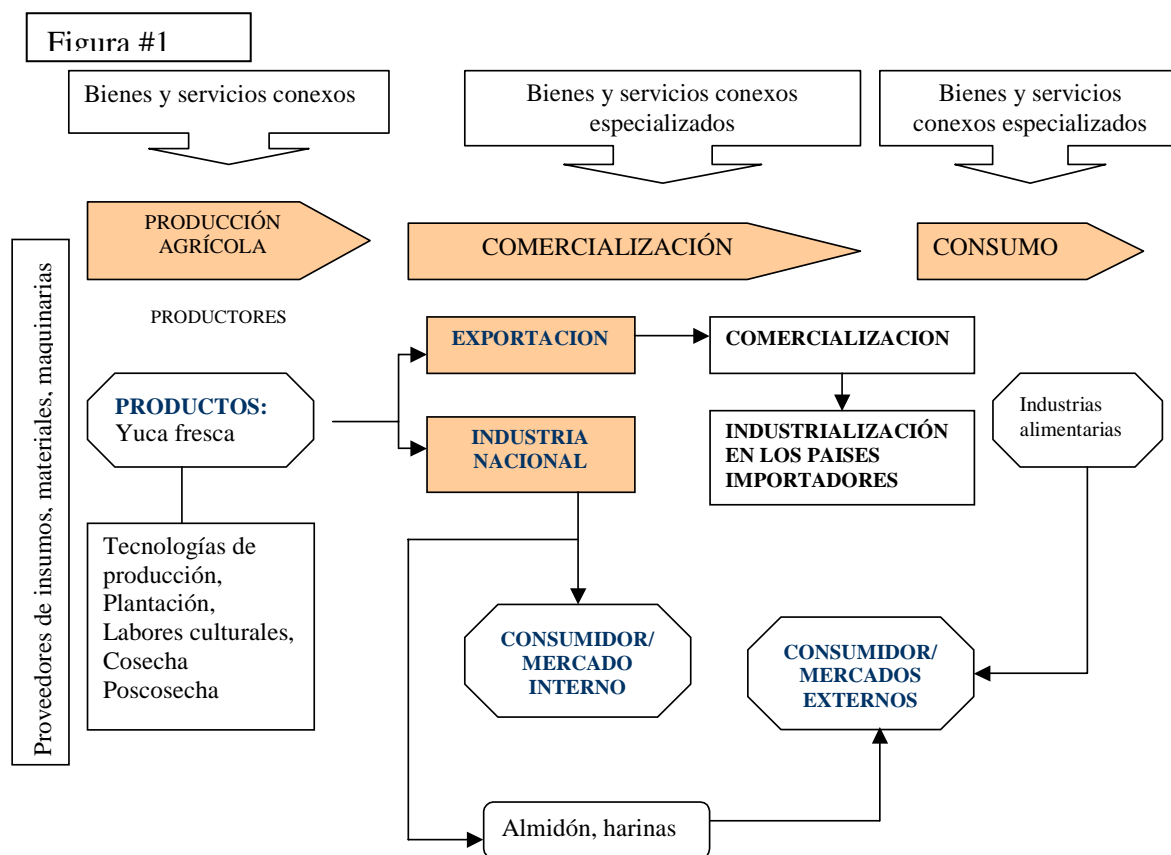 Figura #1
Bienes y servicios conexos
Bienes y servicios conexos
especializados
Bienes y servicios
conexos especializados
PRODUCCIÓN
AGRÍCOLA
COMERCIALIZACIÓN
CONSUMO
Proveedores de insumos, materiales, maquinarias
PRODUCTORES
EXPORTACION
COMERCIALIZACION
PRODUCTOS:
Yuca fresca
INDUSTRIA
NACIONAL
INDUSTRIALIZACIÓN
EN LOS PAISES
IMPORTADORES
Industrias
alimentarias
Tecnologías de
producción,
Plantación,
Labores culturales,
Cosecha
Poscosecha
CONSUMIDOR/
MERCADO
INTERNO
CONSUMIDOR/
MERCADOS
EXTERNOS
Almidón, harinas